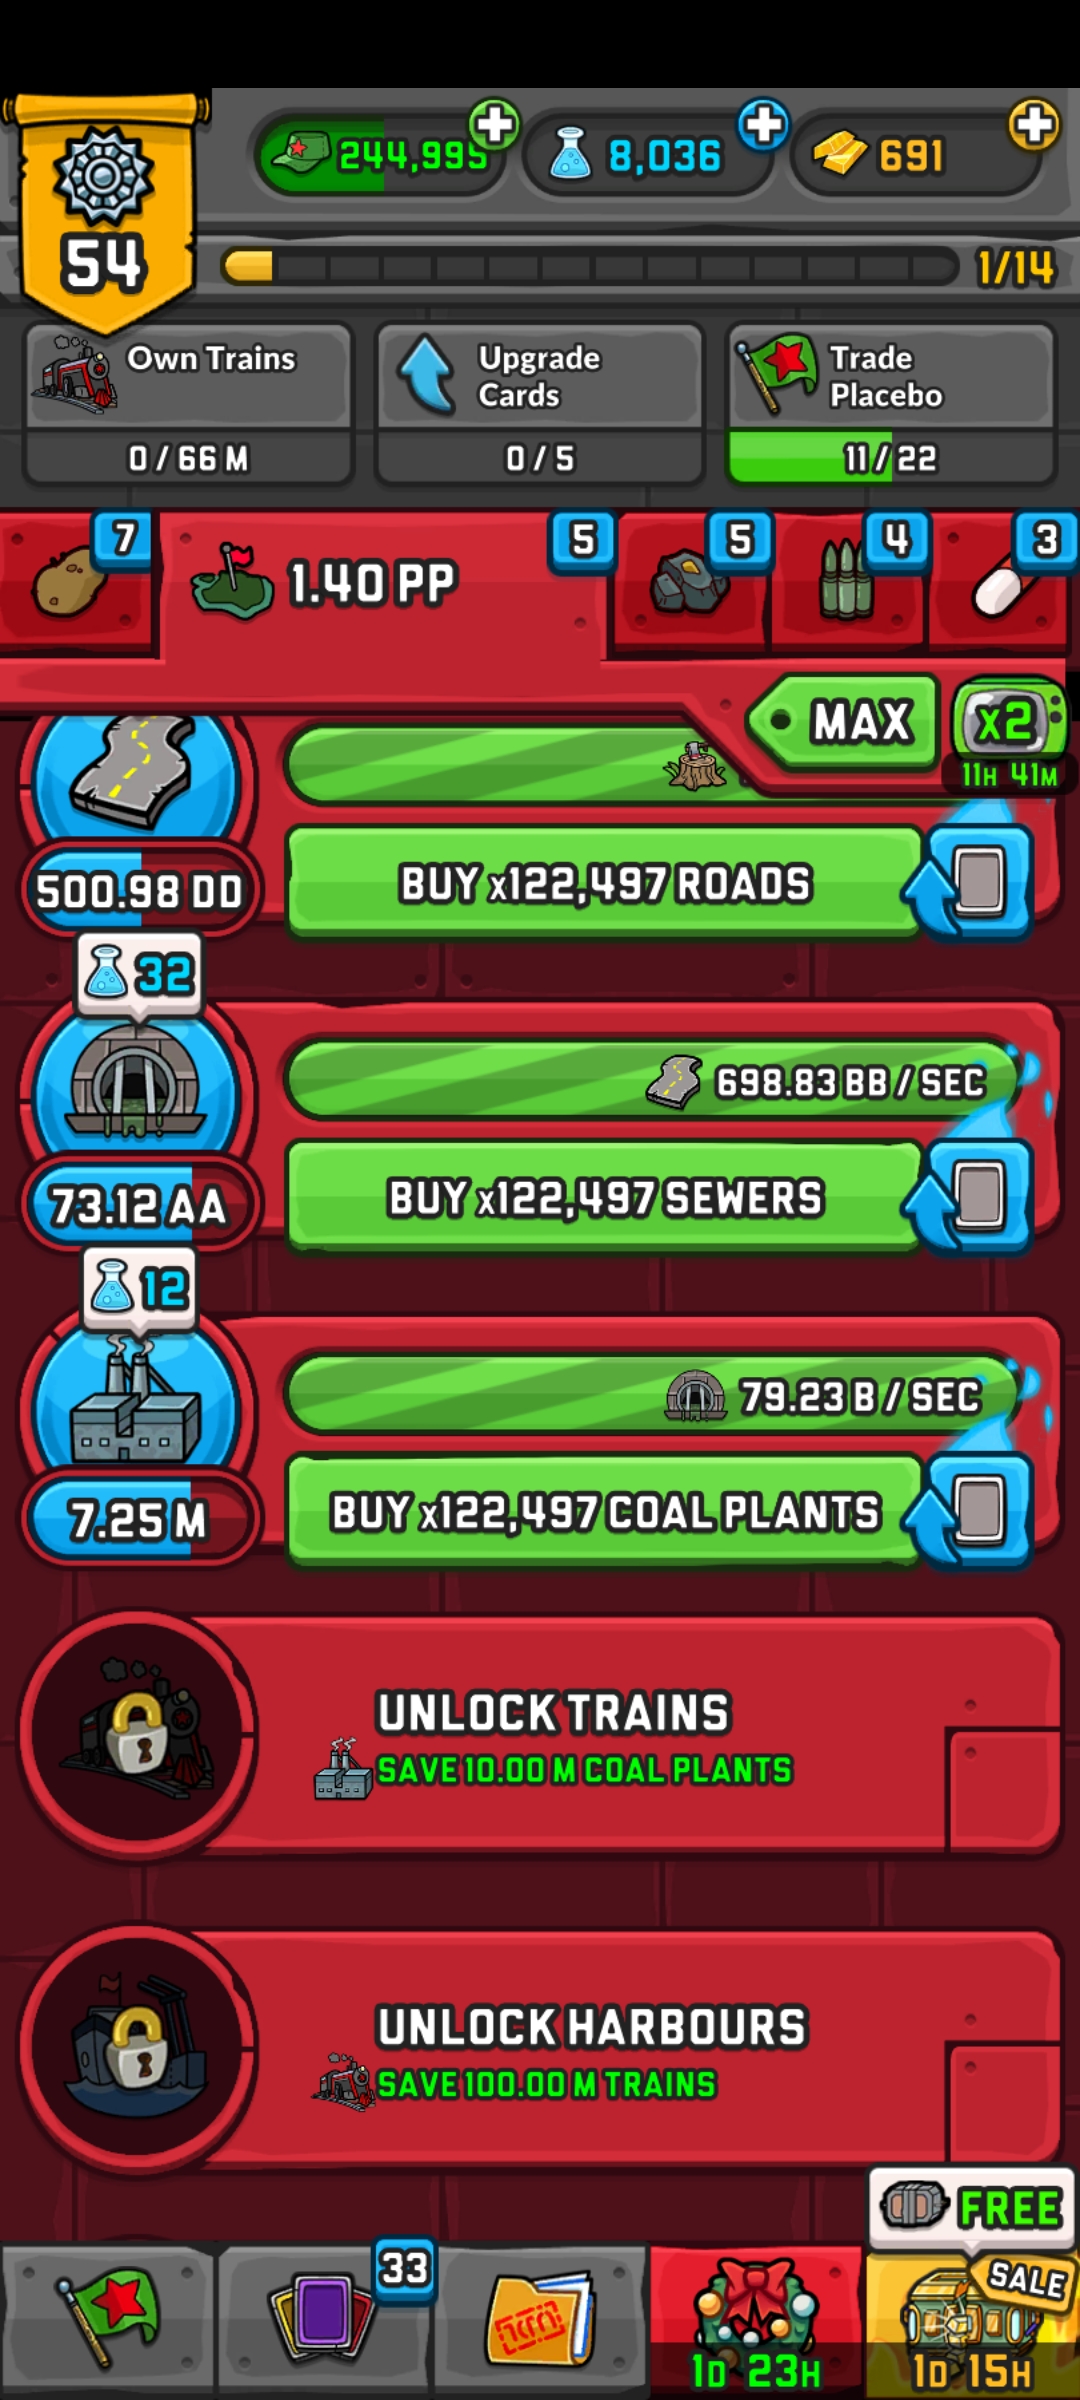 244,995
8,036
691
54
1/14
Own Trains
0 / 66 M
Upgrade
Cards
0 / 5
Trade
Placebo
11 / 22
7
1.40 PP
5
5
4
3
MAX
x2
11H 41M
500.98 DD
BUY x122,497 ROADS
32
698.83 BB / SEC
73.12 AA
BUY x122,497 SEWERS
12
79.23 B / SEC
7.25 M
BUY x122,497 COAL PLANTS
UNLOCK TRAINS
SAVE 10.00 M COAL PLANTS
UNLOCK HARBOURS
SAVE 100.00 M TRAINS
FREE
33
SALE
1D 23H
1D 15H